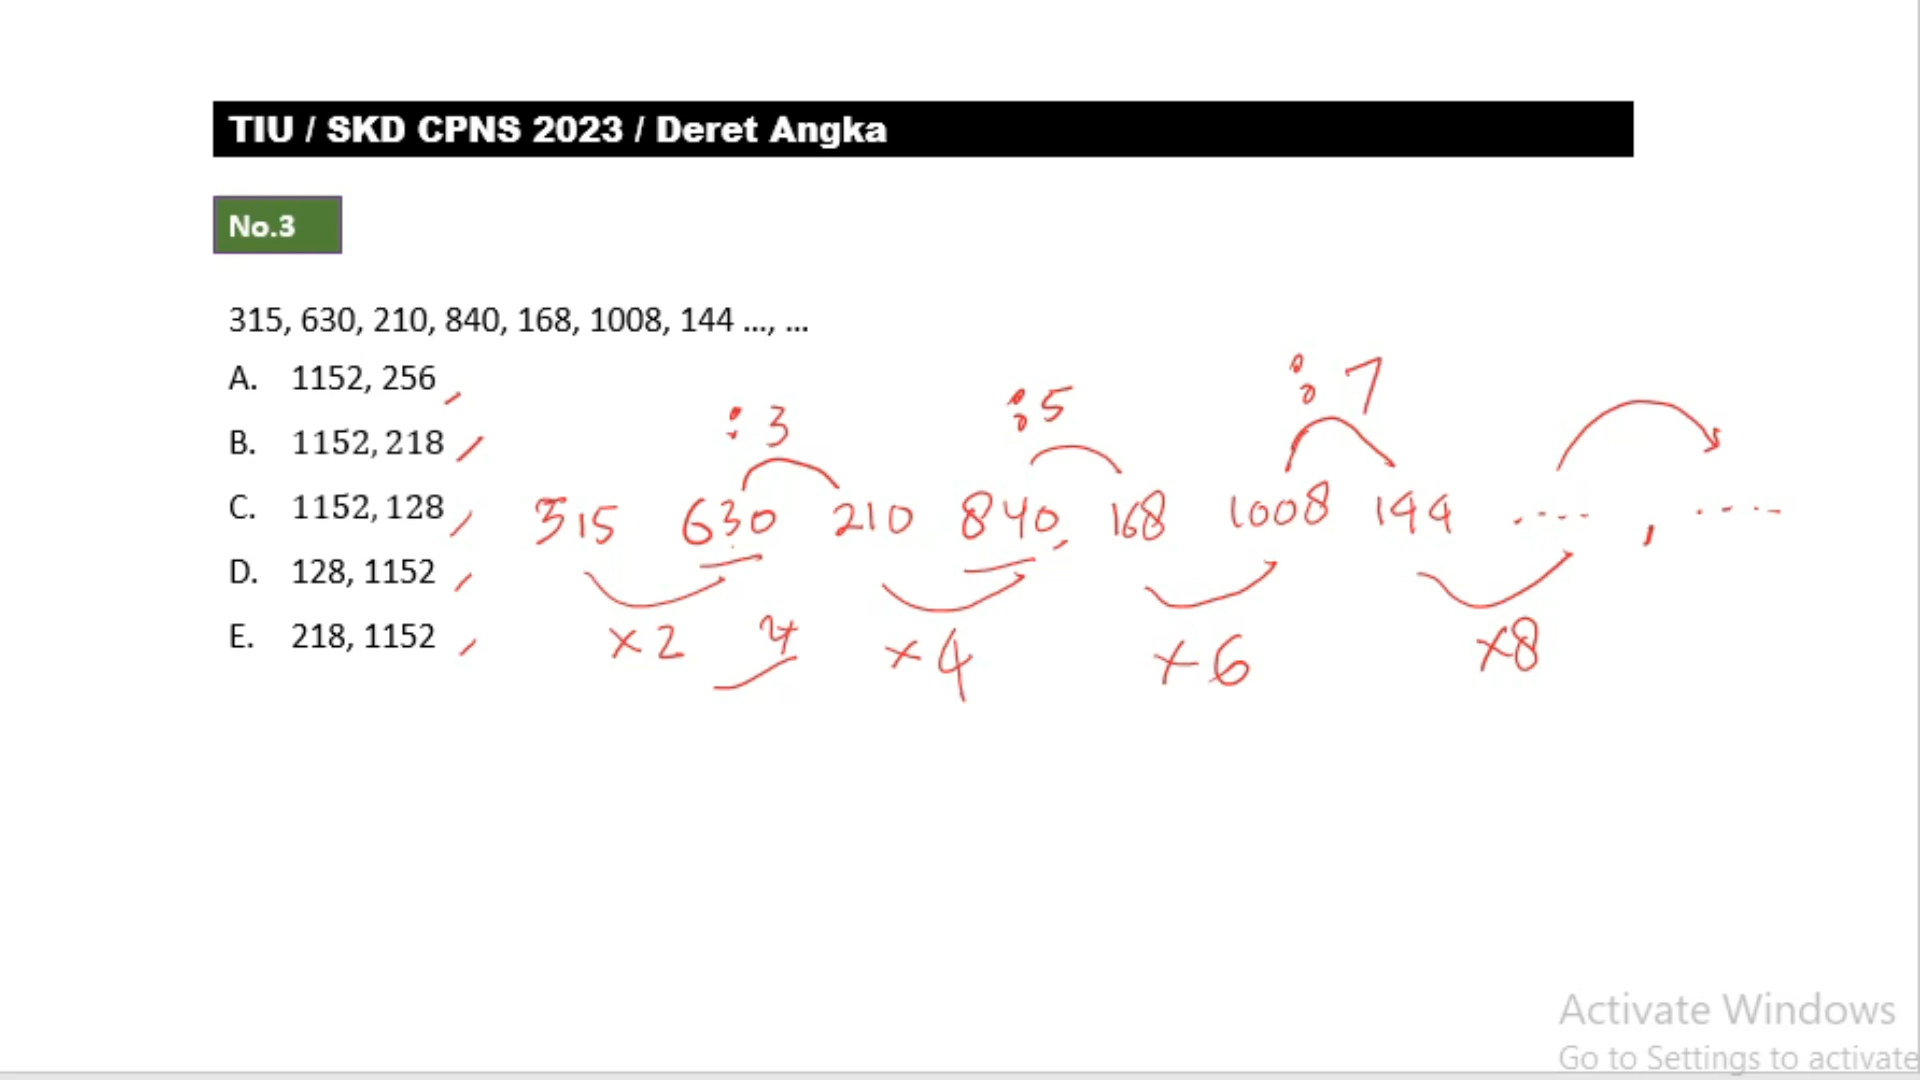 TIU / SKD CPNS 2023 / Deret Angka
No.3
315, 630, 210, 840, 168, 1008, 144 ..., ...
A. 1152, 256
B. 1152, 218
C. 1152, 128
D. 128, 1152
E. 218, 1152
: 3 : 5 : 7
315 630 210 840 168 1008 144 .... , ....
×2 4 ×4 ×6 ×8
Activate Windows
Go to Settings to activate